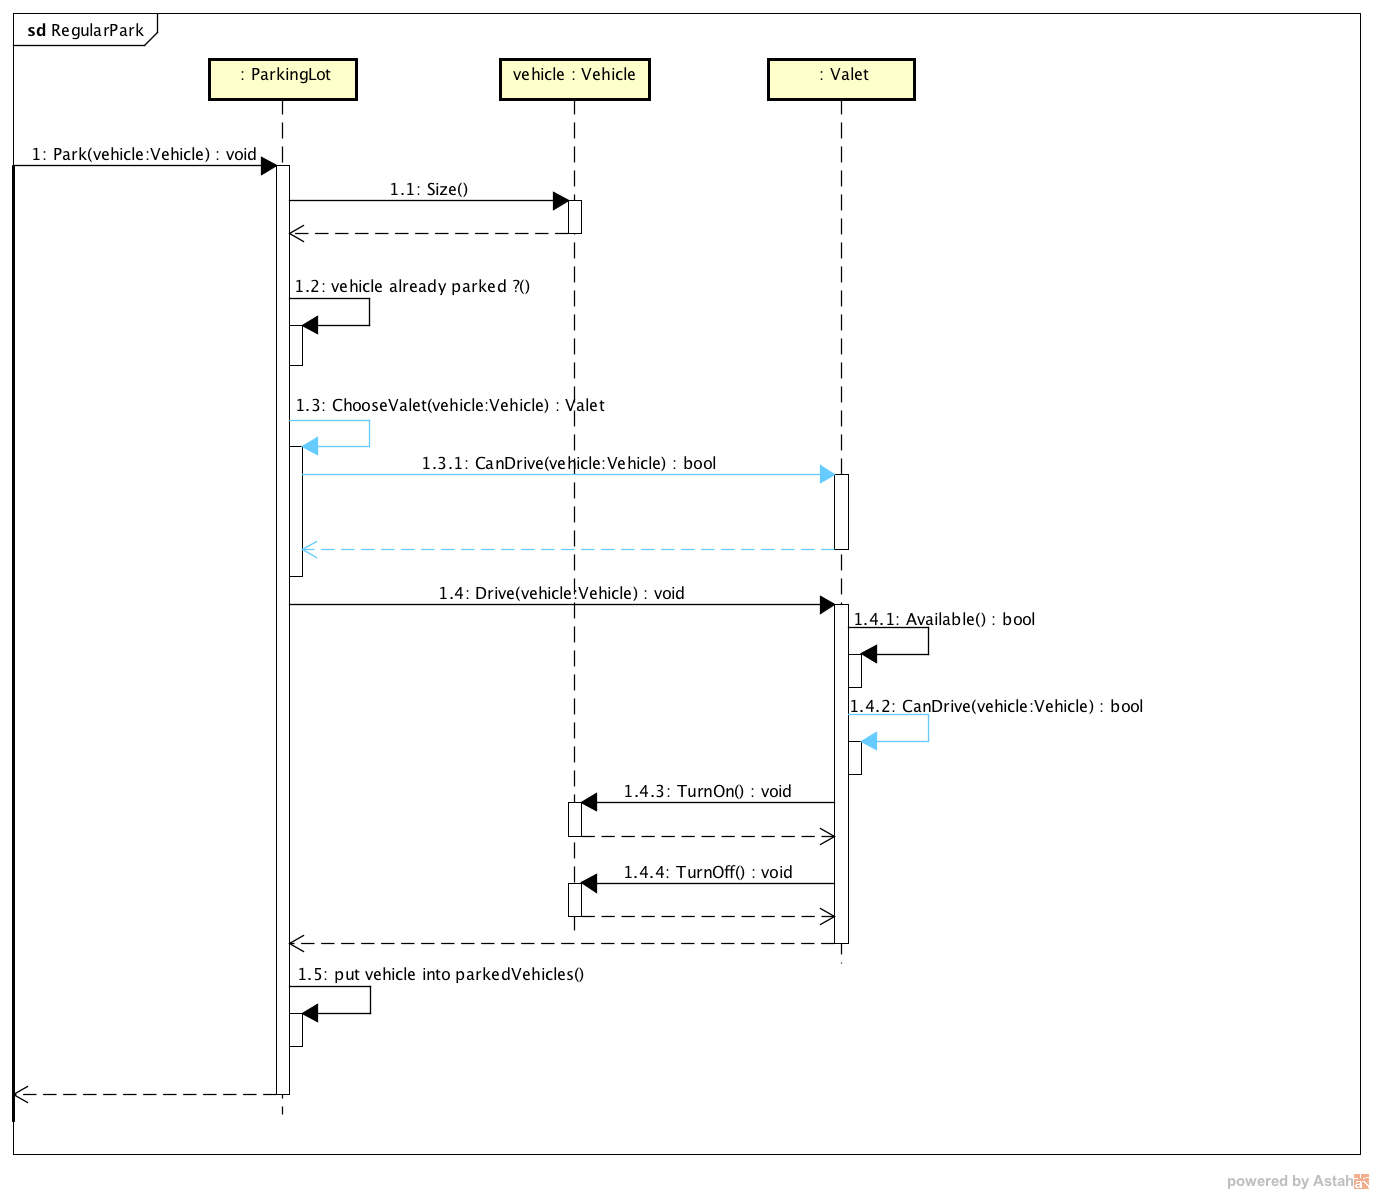 sd RegularPark
: ParkingLot
vehicle : Vehicle
: Valet
1: Park(vehicle:Vehicle) : void
1.1: Size()
1.2: vehicle already parked ?()
1.3: ChooseValet(vehicle:Vehicle) : Valet
1.3.1: CanDrive(vehicle:Vehicle) : bool
1.4: Drive(vehicle:Vehicle) : void
1.4.1: Available() : bool
1.4.2: CanDrive(vehicle:Vehicle) : bool
1.4.3: TurnOn() : void
1.4.4: TurnOff() : void
1.5: put vehicle into parkedVehicles()
powered by Astah